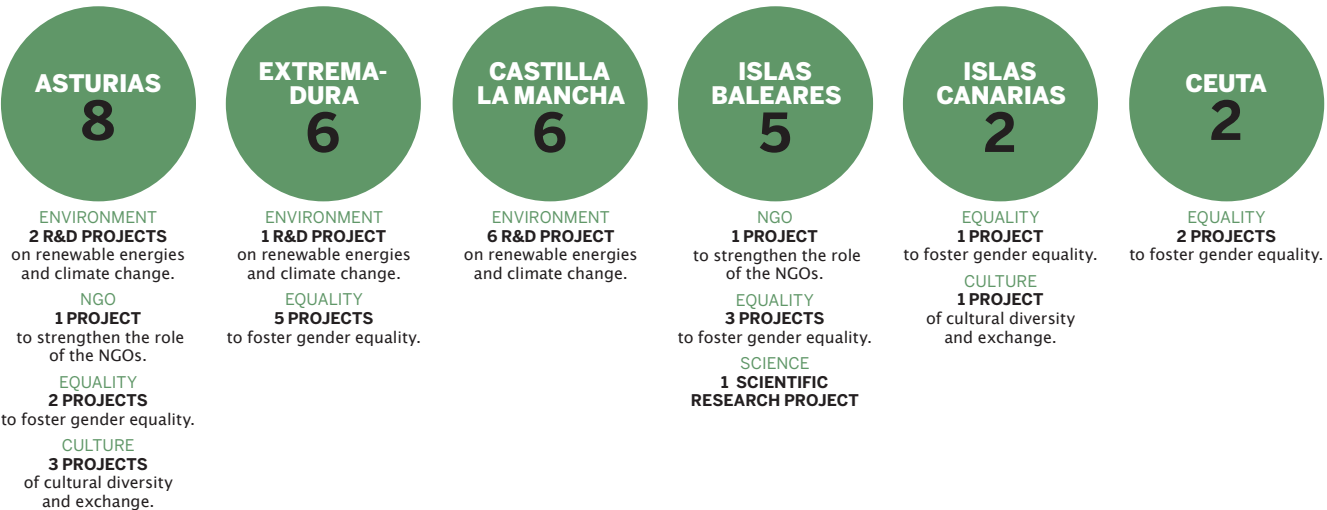 ASTURIAS
8
ENVIRONMENT
2 R&D PROJECTS
on renewable energies
and climate change.
NGO
1 PROJECT
to strengthen the role
of the NGOs.
EQUALITY
2 PROJECTS
to foster gender equality.
CULTURE
3 PROJECTS
of cultural diversity
and exchange.
EXTREMA-
DURA
6
ENVIRONMENT
1 R&D PROJECT
on renewable energies
and climate change.
EQUALITY
5 PROJECTS
to foster gender equality.
CASTILLA
LA MANCHA
6
ENVIRONMENT
6 R&D PROJECT
on renewable energies
and climate change.
ISLAS
BALEARES
5
NGO
1 PROJECT
to strengthen the role
of the NGOs.
EQUALITY
3 PROJECTS
to foster gender equality.
SCIENCE
1 SCIENTIFIC
RESEARCH PROJECT
ISLAS
CANARIAS
2
EQUALITY
1 PROJECT
to foster gender equality.
CULTURE
1 PROJECT
of cultural diversity
and exchange.
CEUTA
2
EQUALITY
2 PROJECTS
to foster gender equality.